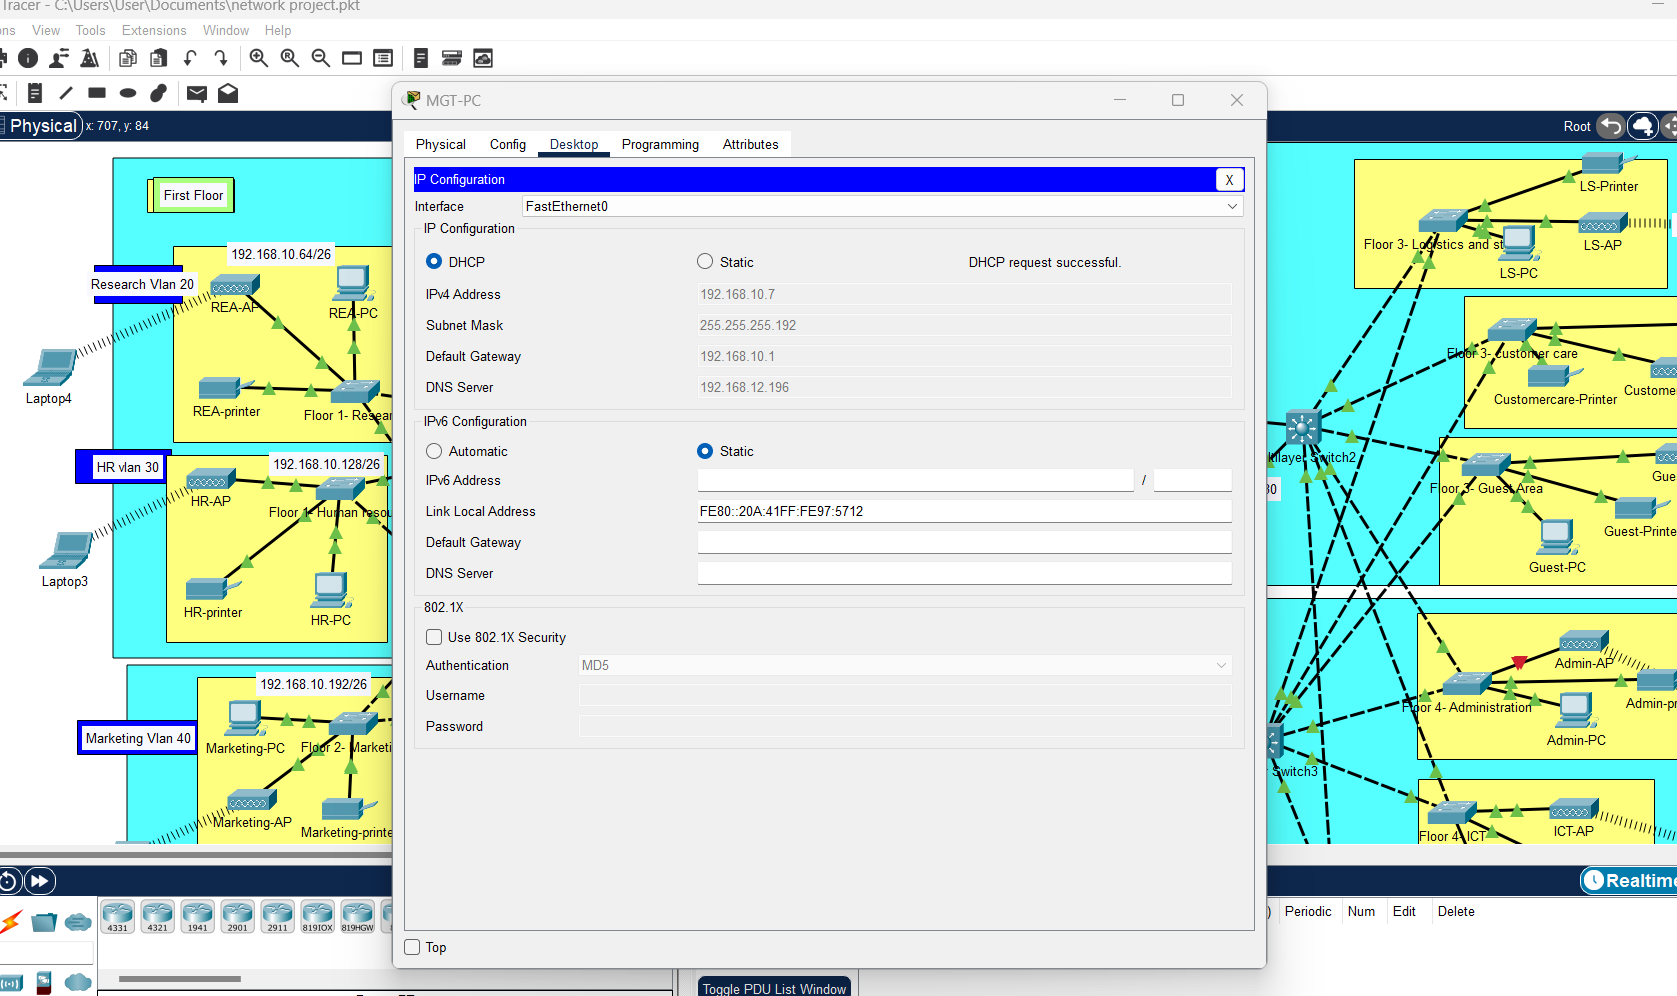 Tracer - C:\Users\User\Documents\network project.pkt
ons View Tools Extensions Window Help
Physical x: 707, y: 84
Root
First Floor
192.168.10.64/26
Research Vlan 20
REA-AP
REA-PC
Laptop4
REA-printer
Floor 1- Resear
HR vlan 30
192.168.10.128/26
HR-AP
Floor 1- Human resou
Laptop3
HR-printer
HR-PC
192.168.10.192/26
Marketing Vlan 40
Marketing-PC
Floor 2- Marketi
Marketing-AP
Marketing-printe
MGT-PC
Physical Config Desktop Programming Attributes
IP Configuration X
Interface FastEthernet0
IP Configuration
DHCP Static DHCP request successful.
IPv4 Address 192.168.10.7
Subnet Mask 255.255.255.192
Default Gateway 192.168.10.1
DNS Server 192.168.12.196
IPv6 Configuration
Automatic Static
IPv6 Address /
Link Local Address FE80::20A:41FF:FE97:5712
Default Gateway
DNS Server
802.1X
Use 802.1X Security
Authentication MD5
Username
Password
Top
LS-Printer
Floor 3- Logistics and st
LS-AP
LS-PC
Floor 3- customer care
Customercare-Printer
Custome
tilayer Switch2
Floor 3- Guest Area
Gue
30
Guest-Printe
Guest-PC
Admin-AP
Floor 4- Administration
Admin-pr
Admin-PC
Switch3
Floor 4- ICT
ICT-AP
Realtime
4331 4321 1941 2901 2911 819IOX 819HGW
) Periodic Num Edit Delete
Toggle PDU List Window